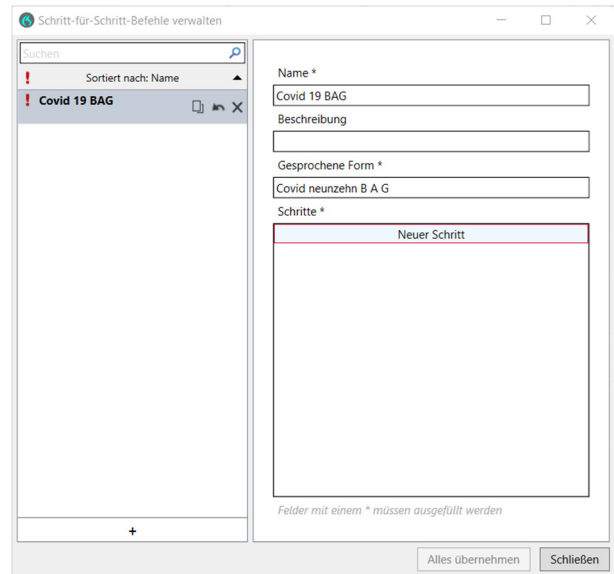 Schritt-für-Schritt-Befehle verwalten
Suchen
Sortiert nach: Name
Covid 19 BAG
Name *
Covid 19 BAG
Beschreibung
Gesprochene Form *
Covid neunzehn B A G
Schritte *
Neuer Schritt
Felder mit einem * müssen ausgefüllt werden
+
Alles übernehmen Schließen